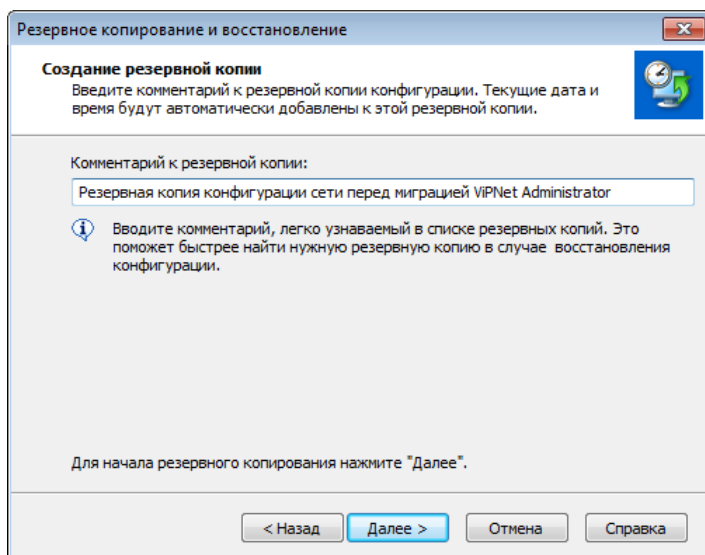 Резервное копирование и восстановление
Создание резервной копии
Введите комментарий к резервной копии конфигурации. Текущие дата и
время будут автоматически добавлены к этой резервной копии.
Комментарий к резервной копии:
Резервная копия конфигурации сети перед миграцией ViPNet Administrator
Вводите комментарий, легко узнаваемый в списке резервных копий. Это
поможет быстрее найти нужную резервную копию в случае восстановления
конфигурации.
Для начала резервного копирования нажмите "Далее".
< Назад
Далее >
Отмена
Справка